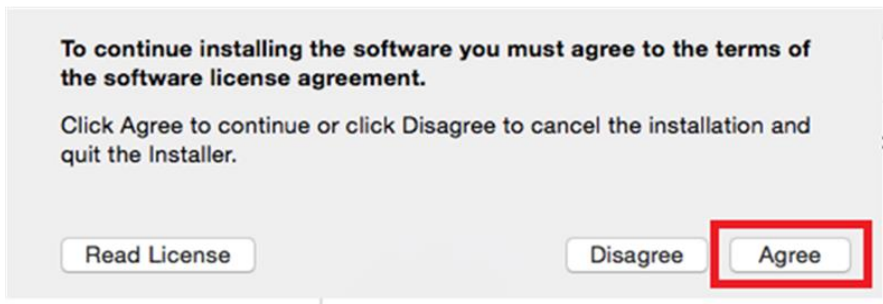 To continue installing the software you must agree to the terms of
the software license agreement.
Click Agree to continue or click Disagree to cancel the installation and
quit the Installer.
Read License
Disagree
Agree